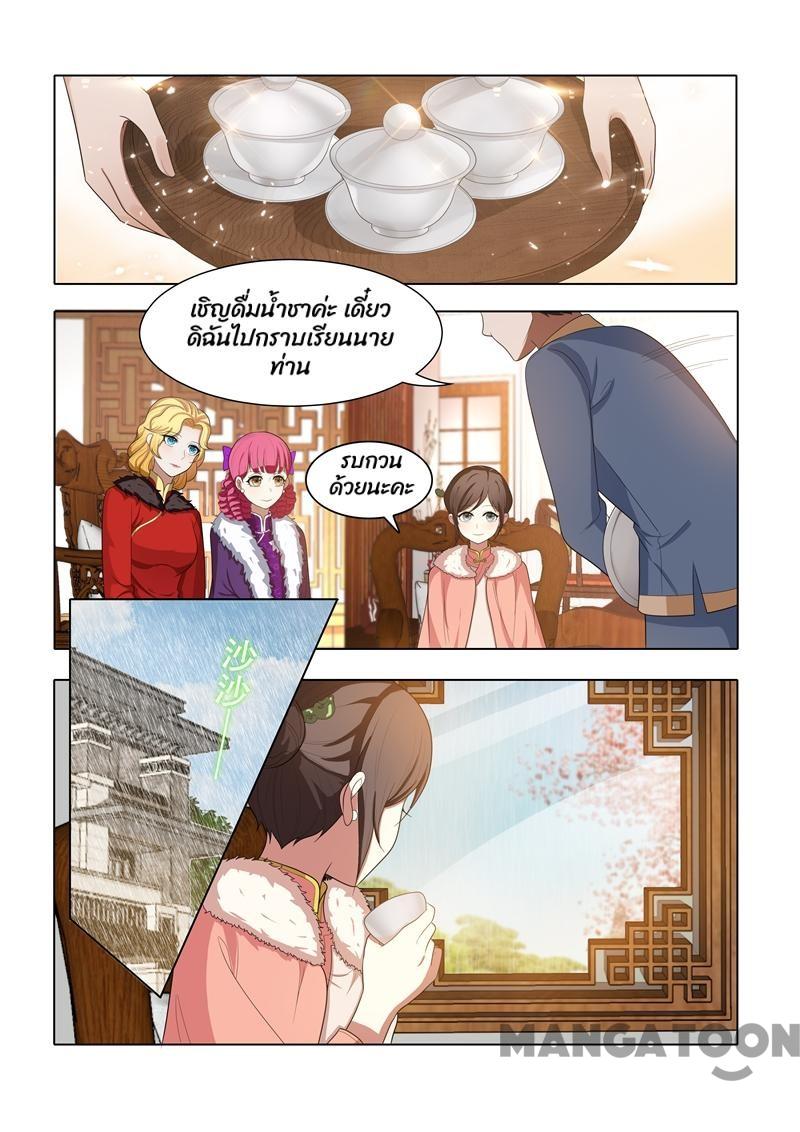 เชิญดื่มน้ำชาค่ะ เดี๋ยว
ดิฉันไปกราบเรียนนาย
ท่าน
รบกวน
ด้วยนะคะ
沙沙——
MANGATOON